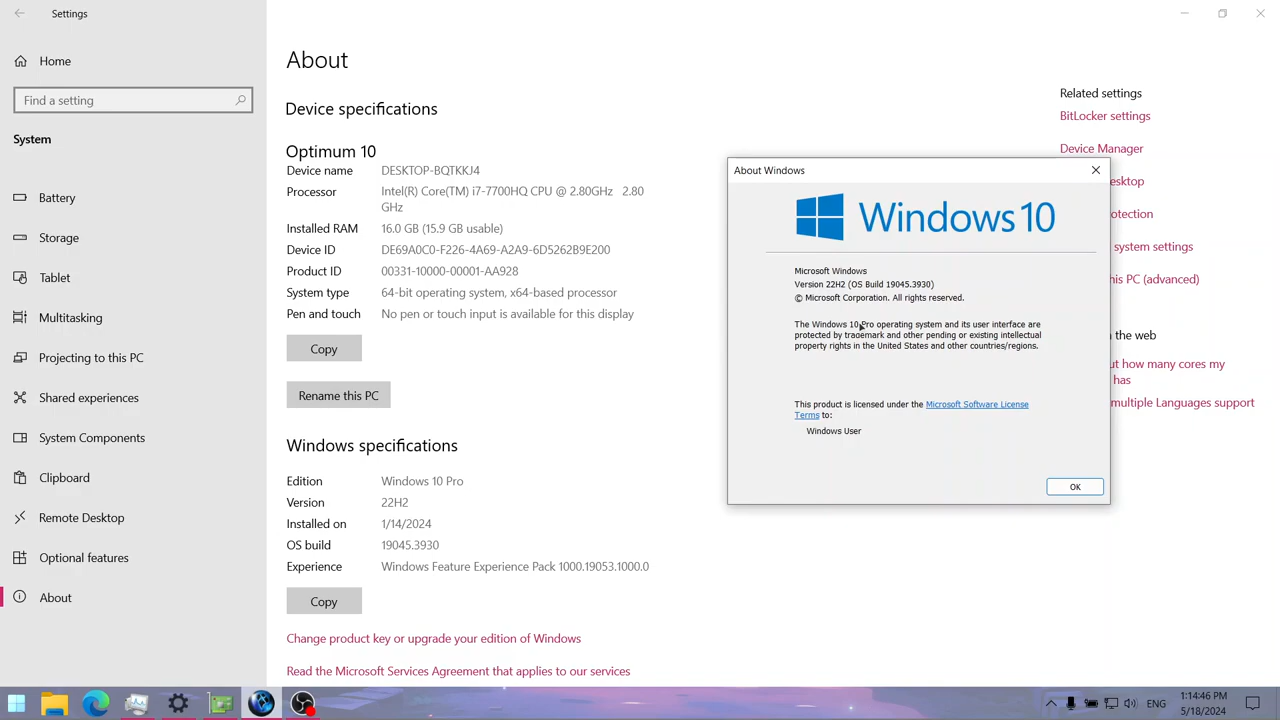 Settings
Home
Find a setting
System
Battery
Storage
Tablet
Multitasking
Projecting to this PC
Shared experiences
System Components
Clipboard
Remote Desktop
Optional features
About
About
Device specifications
Optimum 10
Device name DESKTOP-BQTKKJ4
Processor Intel(R) Core(TM) i7-7700HQ CPU @ 2.80GHz 2.80
GHz
Installed RAM 16.0 GB (15.9 GB usable)
Device ID DE69A0C0-F226-4A69-A2A9-6D5262B9E200
Product ID 00331-10000-00001-AA928
System type 64-bit operating system, x64-based processor
Pen and touch No pen or touch input is available for this display
Copy
Rename this PC
Windows specifications
Edition Windows 10 Pro
Version 22H2
Installed on 1/14/2024
OS build 19045.3930
Experience Windows Feature Experience Pack 1000.19053.1000.0
Copy
Change product key or upgrade your edition of Windows
Read the Microsoft Services Agreement that applies to our services
About Windows
Windows 10
Microsoft Windows
Version 22H2 (OS Build 19045.3930)
© Microsoft Corporation. All rights reserved.
The Windows 10 Pro operating system and its user interface are
protected by trademark and other pending or existing intellectual
property rights in the United States and other countries/regions.
This product is licensed under the Microsoft Software License
Terms to:
Windows User
OK
Related settings
BitLocker settings
Device Manager
esktop
otection
system settings
his PC (advanced)
the web
ut how many cores my
has
multiple Languages support
ENG
1:14:46 PM
5/18/2024